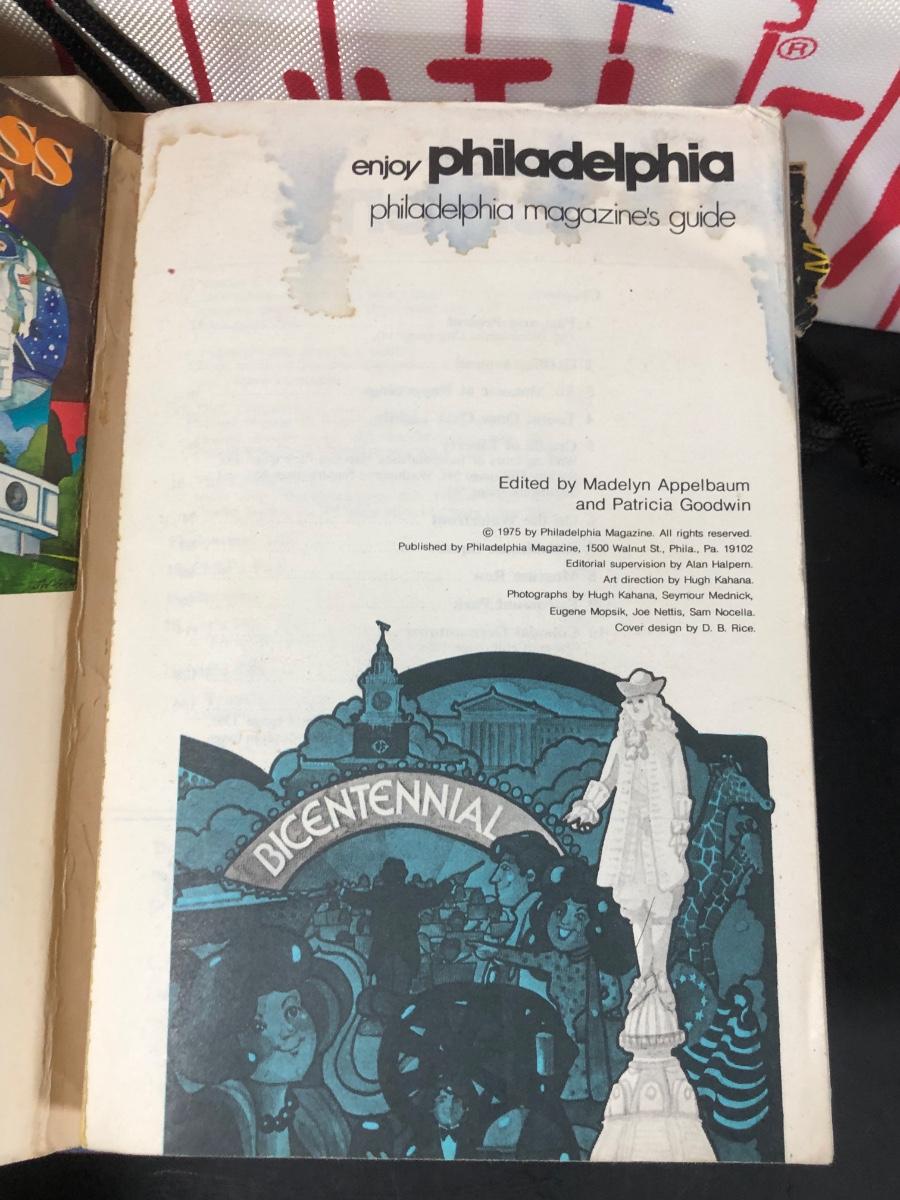 enjoy philadelphia
philadelphia magazine's guide
Edited by Madelyn Appelbaum
and Patricia Goodwin
© 1975 by Philadelphia Magazine. All rights reserved.
Published by Philadelphia Magazine, 1500 Walnut St., Phila., Pa. 19102
Editorial supervision by Alan Halpern.
Art direction by Hugh Kahana.
Photographs by Hugh Kahana, Seymour Mednick,
Eugene Mopsik, Joe Nettis, Sam Nocella.
Cover design by D. B. Rice.
BICENTENNIAL
®